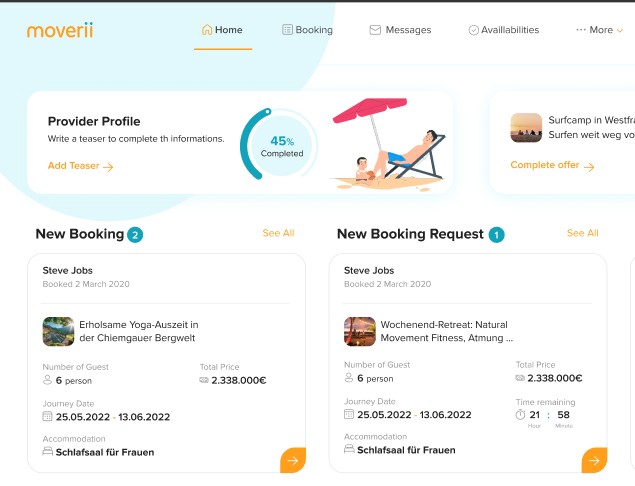 moverii
Home
Booking
Messages
Availlabilities
More
Provider Profile
Write a teaser to complete th informations.
Add Teaser
45%
Completed
Surfcamp in Westfra
Surfen weit weg vo
Complete offer
New Booking 2
See All
Steve Jobs
Booked 2 March 2020
Erholsame Yoga-Auszeit in
der Chiemgauer Bergwelt
Number of Guest
6 person
Total Price
2.338.000€
Journey Date
25.05.2022 - 13.06.2022
Accommodation
Schlafsaal für Frauen
New Booking Request 1
See All
Steve Jobs
Booked 2 March 2020
Wochenend-Retreat: Natural
Movement Fitness, Atmung ...
Number of Guest
6 person
Total Price
2.338.000€
Journey Date
25.05.2022 - 13.06.2022
Time remaining
21 : 58
Hour Minute
Accommodation
Schlafsaal für Frauen